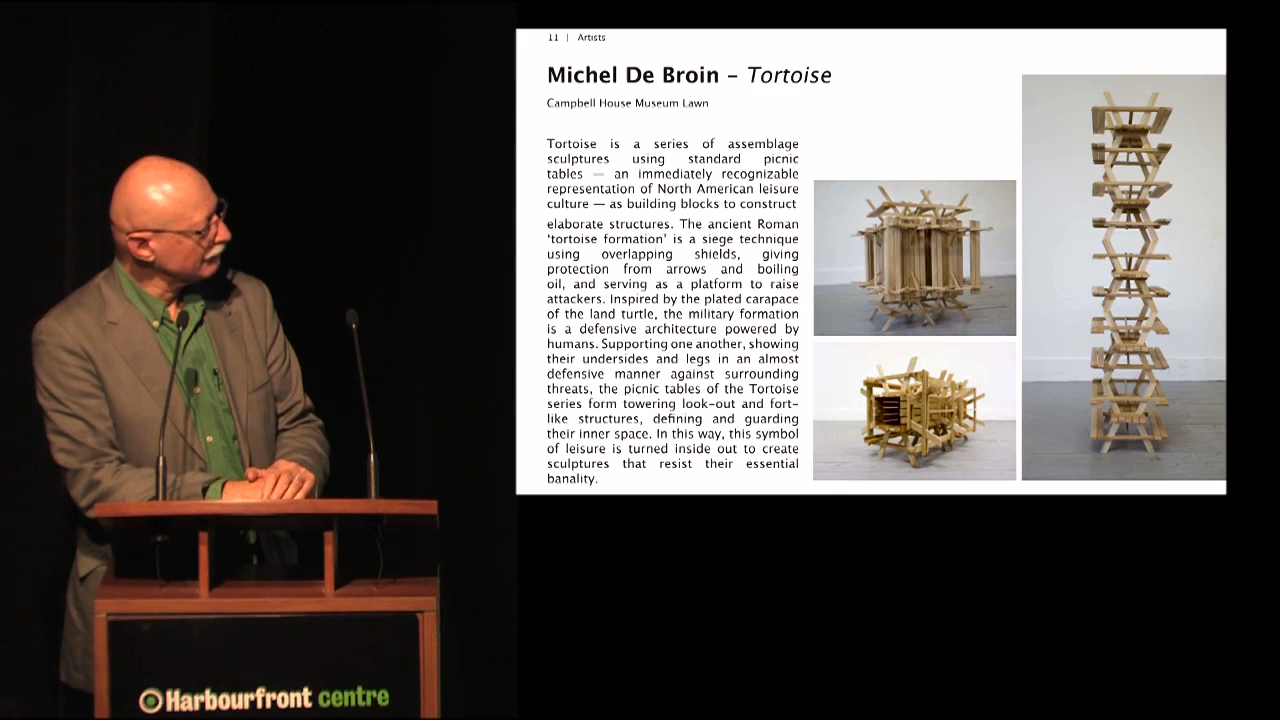 11 | Artists
Michel De Broin – Tortoise
Campbell House Museum Lawn
Tortoise is a series of assemblage
sculptures using standard picnic
tables — an immediately recognizable
representation of North American leisure
culture — as building blocks to construct
elaborate structures. The ancient Roman
‘tortoise formation’ is a siege technique
using overlapping shields, giving
protection from arrows and boiling
oil, and serving as a platform to raise
attackers. Inspired by the plated carapace
of the land turtle, the military formation
is a defensive architecture powered by
humans. Supporting one another, showing
their undersides and legs in an almost
defensive manner against surrounding
threats, the picnic tables of the Tortoise
series form towering look-out and fort-
like structures, defining and guarding
their inner space. In this way, this symbol
of leisure is turned inside out to create
sculptures that resist their essential
banality.
Harbourfront centre